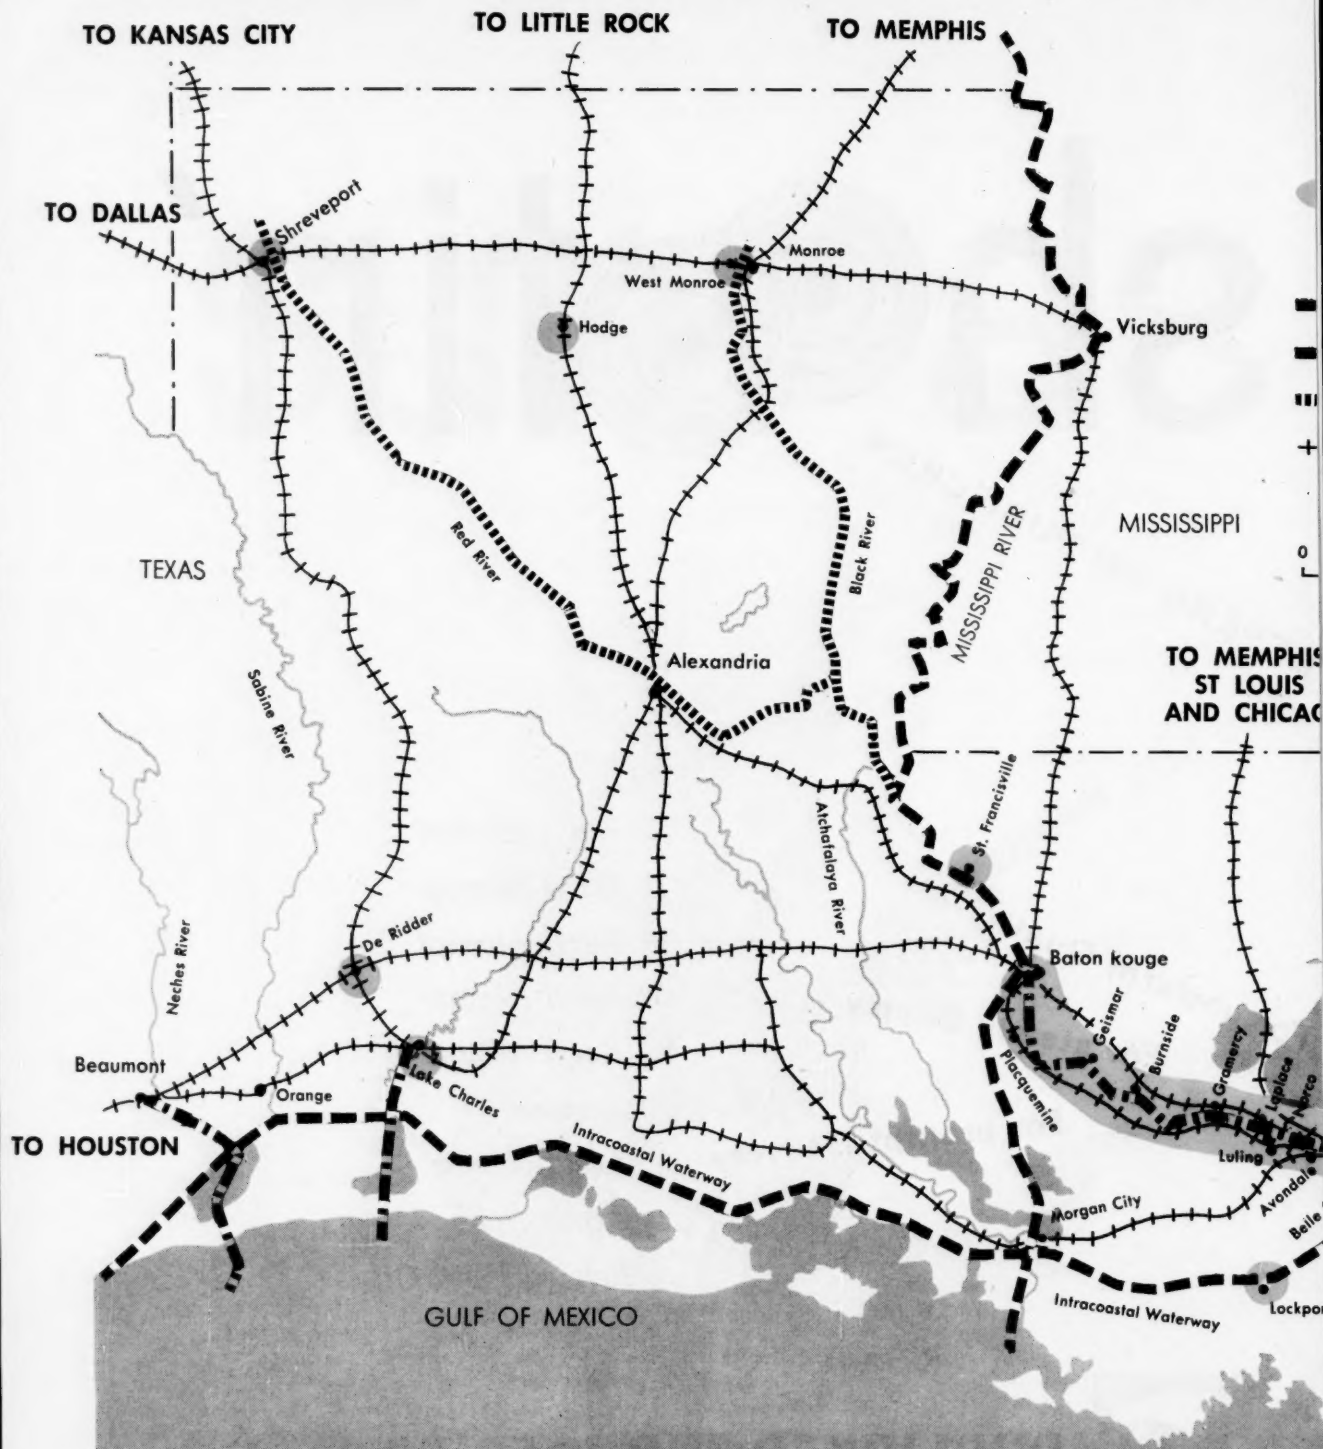 TO KANSAS CITY
TO LITTLE ROCK
TO MEMPHIS
TO DALLAS
Shreveport
Monroe
West Monroe
Hodge
Vicksburg
Red River
Black River
MISSISSIPPI RIVER
MISSISSIPPI
TEXAS
0
Sabine River
Alexandria
TO MEMPHIS
ST LOUIS
AND CHICAG
St. Francisville
Atchafalaya River
De Ridder
Neches River
Baton kouge
Geismar
Burnside
Gramercy
Laplace
Norco
Beaumont
Orange
Lake Charles
Placquemine
TO HOUSTON
Intracoastal Waterway
Luling
Avondale
Morgan City
Belle
GULF OF MEXICO
Intracoastal Waterway
Lockpor